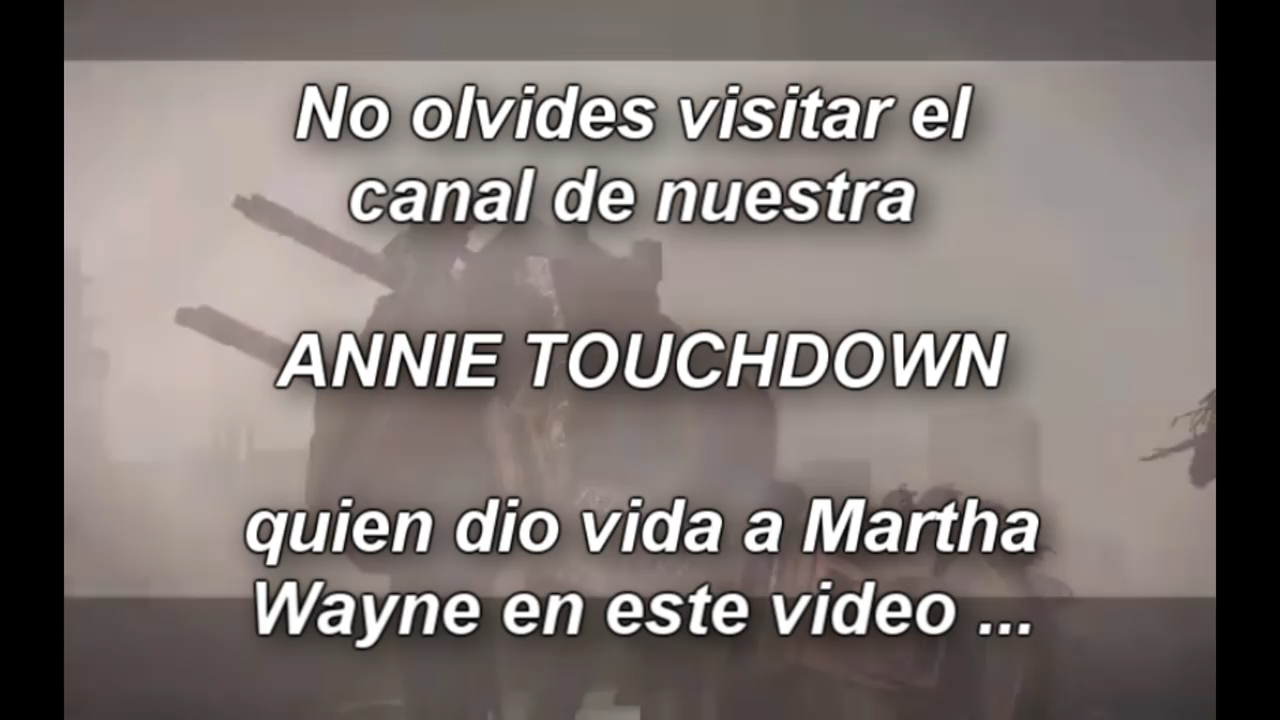 No olvides visitar el
canal de nuestra
ANNIE TOUCHDOWN
quien dio vida a Martha
Wayne en este video ...